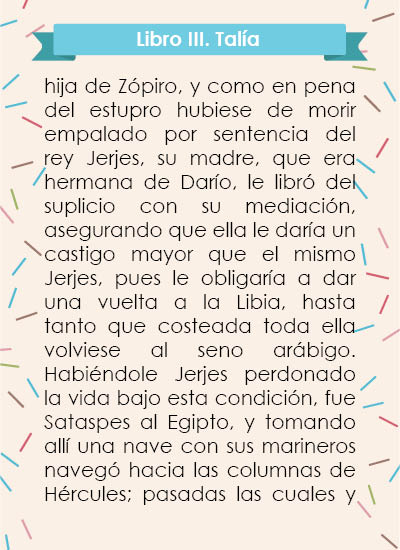 Libro III. Talía
hija de Zópiro, y como en pena
del estupro hubiese de morir
empalado por sentencia del
rey Jerjes, su madre, que era
hermana de Darío, le libró del
suplicio con su mediación,
asegurando que ella le daría un
castigo mayor que el mismo
Jerjes, pues le obligaría a dar
una vuelta a la Libia, hasta
tanto que costeada toda ella
volviese al seno arábigo.
Habiéndole Jerjes perdonado
la vida bajo esta condición, fue
Sataspes al Egipto, y tomando
allí una nave con sus marineros
navegó hacia las columnas de
Hércules; pasadas las cuales y